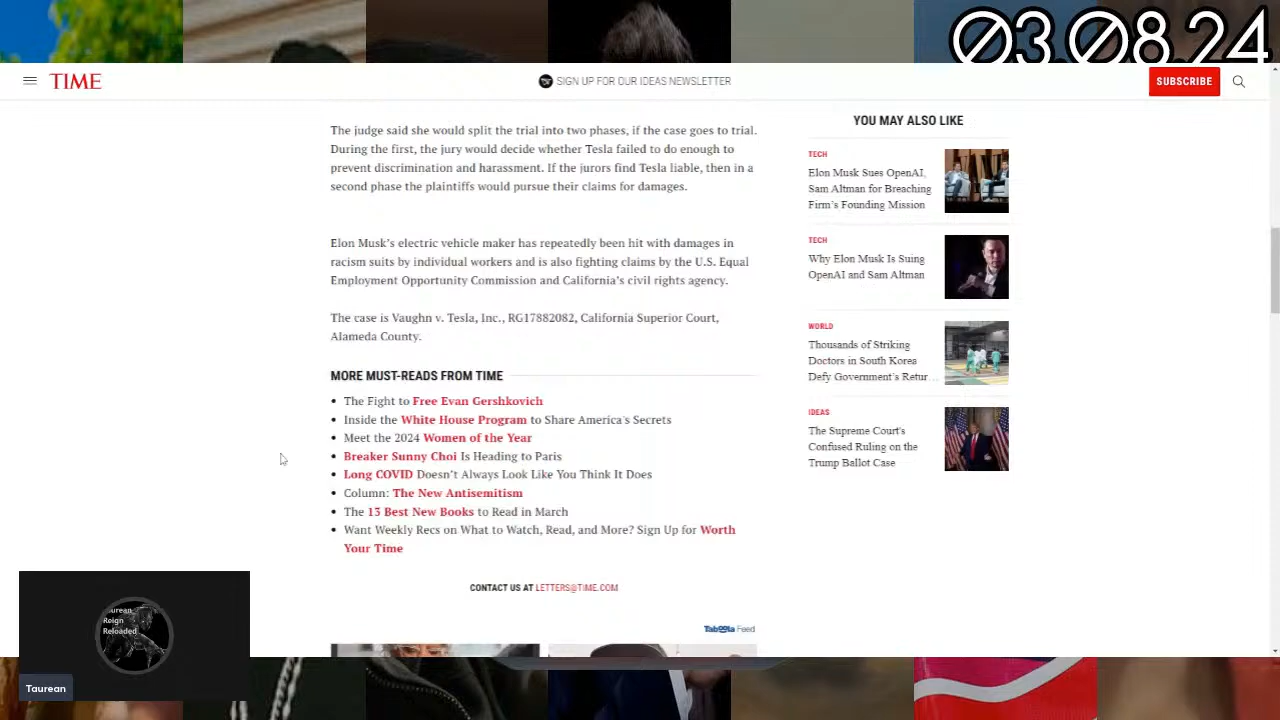 03.08.24
TIME
SIGN UP FOR OUR IDEAS NEWSLETTER
SUBSCRIBE
The judge said she would split the trial into two phases, if the case goes to trial.
During the first, the jury would decide whether Tesla failed to do enough to
prevent discrimination and harassment. If the jurors find Tesla liable, then in a
second phase the plaintiffs would pursue their claims for damages.
Elon Musk's electric vehicle maker has repeatedly been hit with damages in
racism suits by individual workers and is also fighting claims by the U.S. Equal
Employment Opportunity Commission and California's civil rights agency.
The case is Vaughn v. Tesla, Inc., RG17882082, California Superior Court,
Alameda County.
MORE MUST-READS FROM TIME
• The Fight to Free Evan Gershkovich
• Inside the White House Program to Share America's Secrets
• Meet the 2024 Women of the Year
• Breaker Sunny Choi Is Heading to Paris
• Long COVID Doesn't Always Look Like You Think It Does
• Column: The New Antisemitism
• The 13 Best New Books to Read in March
• Want Weekly Recs on What to Watch, Read, and More? Sign Up for Worth
Your Time
CONTACT US AT LETTERS@TIME.COM
Taboola Feed
YOU MAY ALSO LIKE
TECH
Elon Musk Sues OpenAI,
Sam Altman for Breaching
Firm's Founding Mission
TECH
Why Elon Musk Is Suing
OpenAI and Sam Altman
WORLD
Thousands of Striking
Doctors in South Korea
Defy Government's Retur...
IDEAS
The Supreme Court's
Confused Ruling on the
Trump Ballot Case
Reign
Reloaded
Taurean